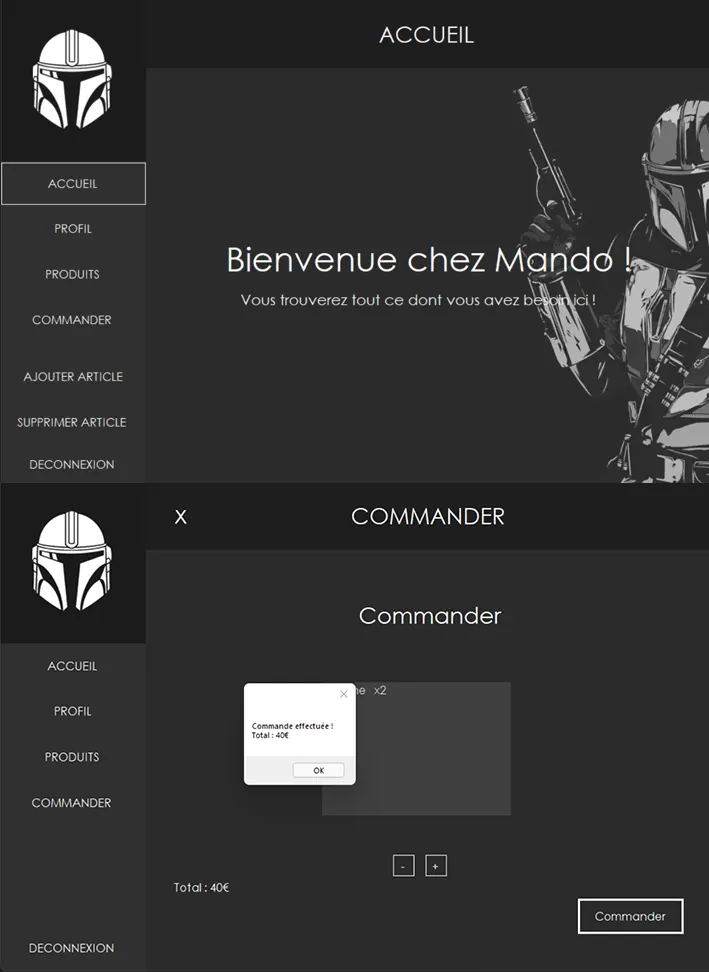 ACCUEIL
ACCUEIL
PROFIL
PRODUITS
COMMANDER
AJOUTER ARTICLE
SUPPRIMER ARTICLE
DECONNEXION
Bienvenue chez Mando !
Vous trouverez tout ce dont vous avez besoin ici !
X
COMMANDER
ACCUEIL
PROFIL
PRODUITS
COMMANDER
DECONNEXION
Commander
x2
Commande effectuée !
Total : 40€
OK
-
+
Total : 40€
Commander